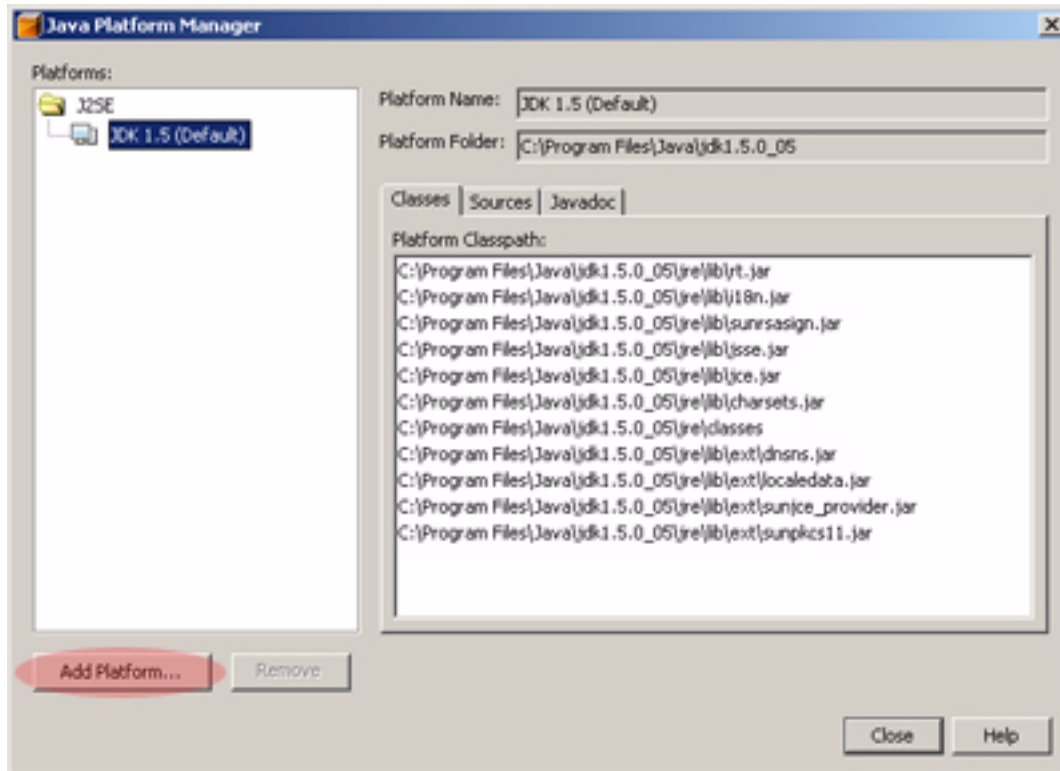 Java Platform Manager
Platforms:
J2SE
JDK 1.5 (Default)
Platform Name: JDK 1.5 (Default)
Platform Folder: C:\Program Files\Java\jdk1.5.0_05
Classes Sources Javadoc
Platform Classpath:
C:\Program Files\Java\jdk1.5.0_05\jre\lib\rt.jar
C:\Program Files\Java\jdk1.5.0_05\jre\lib\i18n.jar
C:\Program Files\Java\jdk1.5.0_05\jre\lib\sunrsasign.jar
C:\Program Files\Java\jdk1.5.0_05\jre\lib\jsse.jar
C:\Program Files\Java\jdk1.5.0_05\jre\lib\jce.jar
C:\Program Files\Java\jdk1.5.0_05\jre\lib\charsets.jar
C:\Program Files\Java\jdk1.5.0_05\jre\classes
C:\Program Files\Java\jdk1.5.0_05\jre\lib\ext\dnsns.jar
C:\Program Files\Java\jdk1.5.0_05\jre\lib\ext\localedata.jar
C:\Program Files\Java\jdk1.5.0_05\jre\lib\ext\sunjce_provider.jar
C:\Program Files\Java\jdk1.5.0_05\jre\lib\ext\sunpkcs11.jar
Add Platform... Remove
Close Help